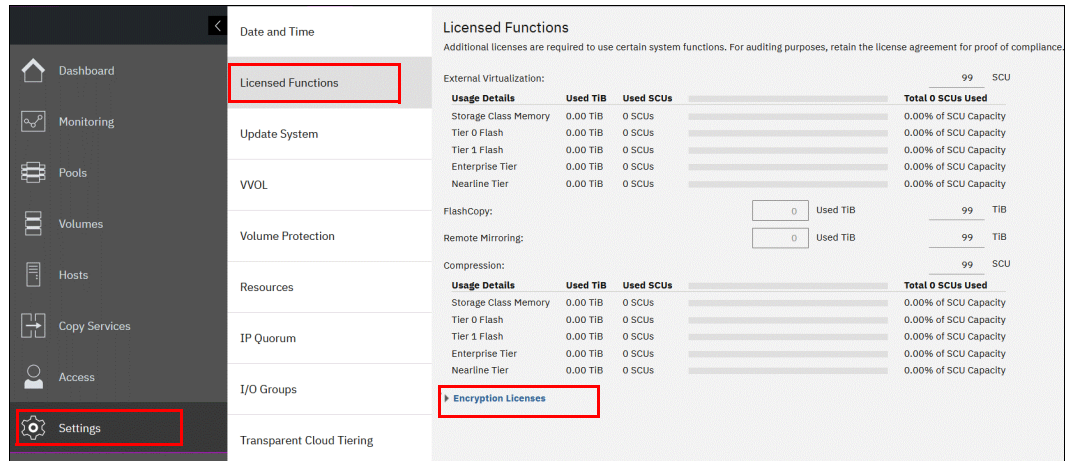 Dashboard
Monitoring
Pools
Volumes
Hosts
Copy Services
Access
Settings
Date and Time
Licensed Functions
Update System
VVOL
Volume Protection
Resources
IP Quorum
I/O Groups
Transparent Cloud Tiering
Licensed Functions
Additional licenses are required to use certain system functions. For auditing purposes, retain the license agreement for proof of compliance.
External Virtualization: 99 SCU
Usage Details Used TiB Used SCUs Total 0 SCUs Used
Storage Class Memory 0.00 TiB 0 SCUs 0.00% of SCU Capacity
Tier 0 Flash 0.00 TiB 0 SCUs 0.00% of SCU Capacity
Tier 1 Flash 0.00 TiB 0 SCUs 0.00% of SCU Capacity
Enterprise Tier 0.00 TiB 0 SCUs 0.00% of SCU Capacity
Nearline Tier 0.00 TiB 0 SCUs 0.00% of SCU Capacity
FlashCopy: 0 Used TiB 99 TiB
Remote Mirroring: 0 Used TiB 99 TiB
Compression: 99 SCU
Usage Details Used TiB Used SCUs Total 0 SCUs Used
Storage Class Memory 0.00 TiB 0 SCUs 0.00% of SCU Capacity
Tier 0 Flash 0.00 TiB 0 SCUs 0.00% of SCU Capacity
Tier 1 Flash 0.00 TiB 0 SCUs 0.00% of SCU Capacity
Enterprise Tier 0.00 TiB 0 SCUs 0.00% of SCU Capacity
Nearline Tier 0.00 TiB 0 SCUs 0.00% of SCU Capacity
Encryption Licenses